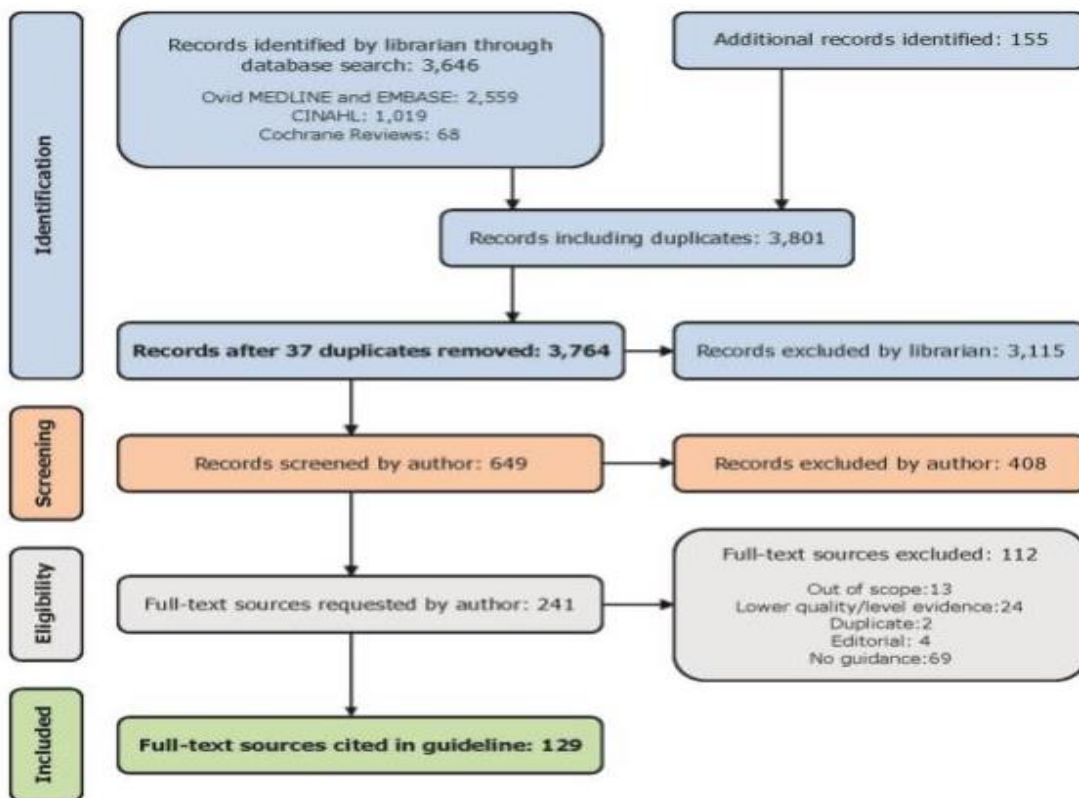 Identification
Records identified by librarian through
database search: 3,646
Ovid MEDLINE and EMBASE: 2,559
CINAHL: 1,019
Cochrane Reviews: 68
Additional records identified: 155
Records including duplicates: 3,801
Records after 37 duplicates removed: 3,764
Records excluded by librarian: 3,115
Screening
Records screened by author: 649
Records excluded by author: 408
Eligibility
Full-text sources requested by author: 241
Full-text sources excluded: 112
Out of scope:13
Lower quality/level evidence:24
Duplicate:2
Editorial: 4
No guidance:69
Included
Full-text sources cited in guideline: 129